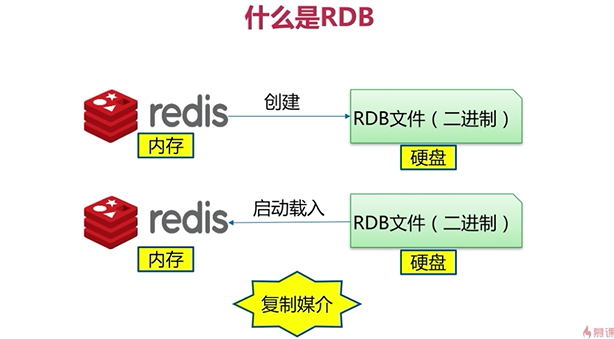 什么是RDB
redis
创建
RDB文件（二进制）
内存
硬盘
redis
启动载入
RDB文件（二进制）
内存
硬盘
复制媒介
慕课